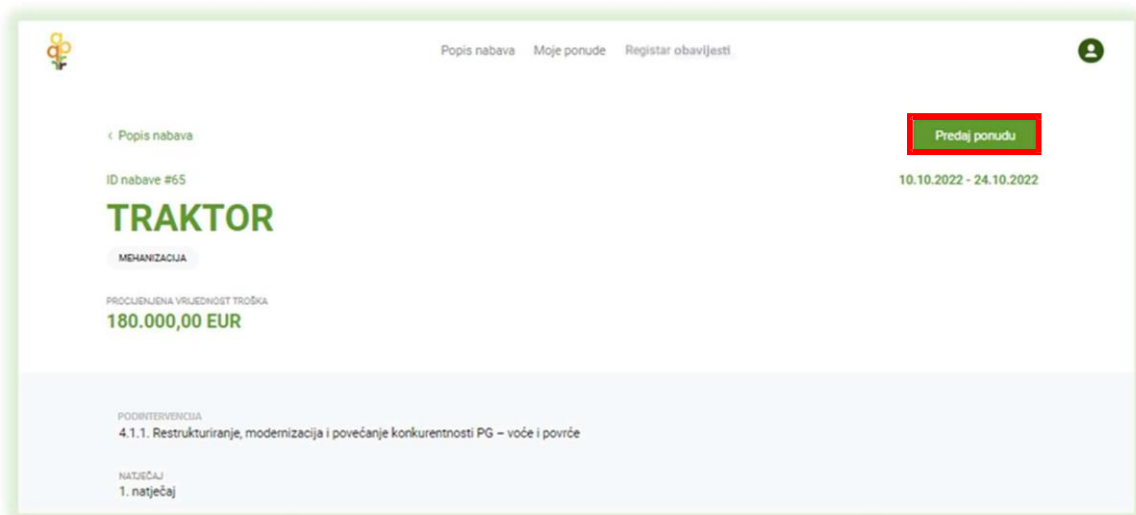 Popis nabava Moje ponude Registar obavijesti
< Popis nabava
Predaj ponudu
ID nabave #65
10.10.2022 - 24.10.2022
TRAKTOR
MEHANIZACIJA
PROCIJENJENA VRIJEDNOST TROŠKA
180.000,00 EUR
PODINTERVENCIJA
4.1.1. Restrukturiranje, modernizacija i povećanje konkurentnosti PG – voće i povrće
NATJEČAJ
1. natječaj